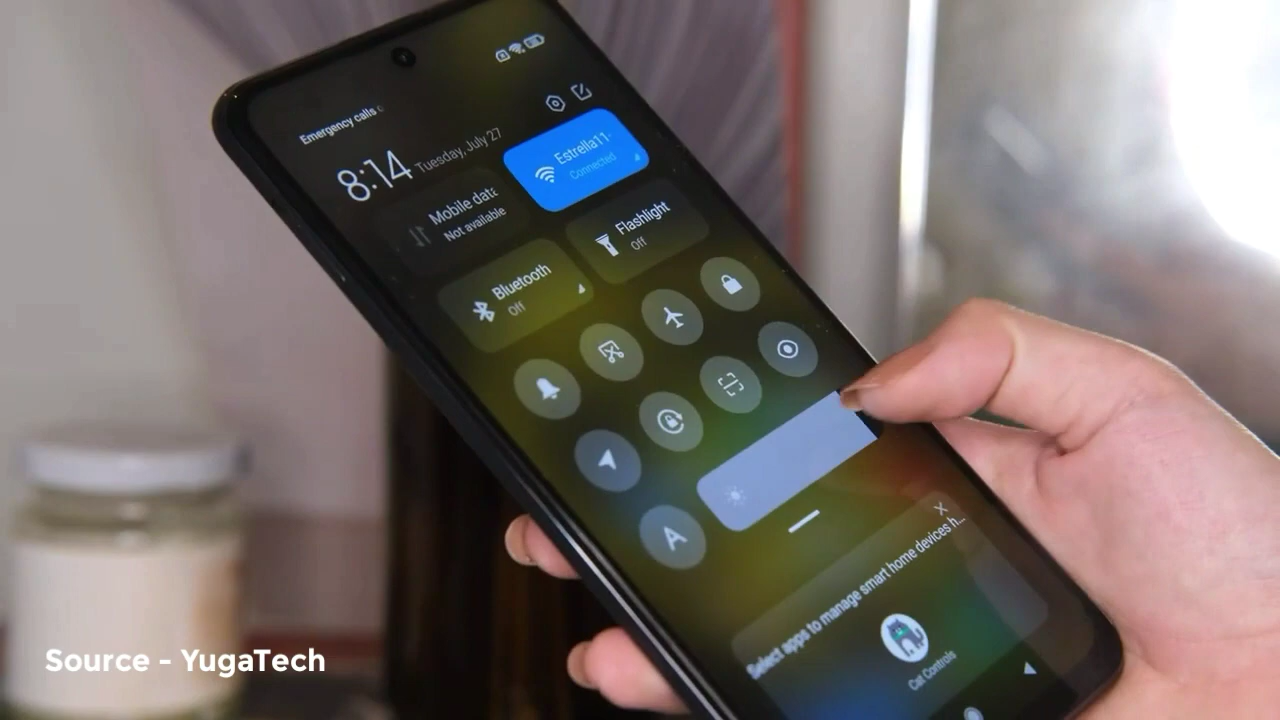 Emergency calls
8:14 Tuesday, July 27
Mobile data
Not available
Estrella11
Connected
Bluetooth
Off
Flashlight
Off
A
Select apps to manage smart home devices h...
Cat Controls
Source - YugaTech